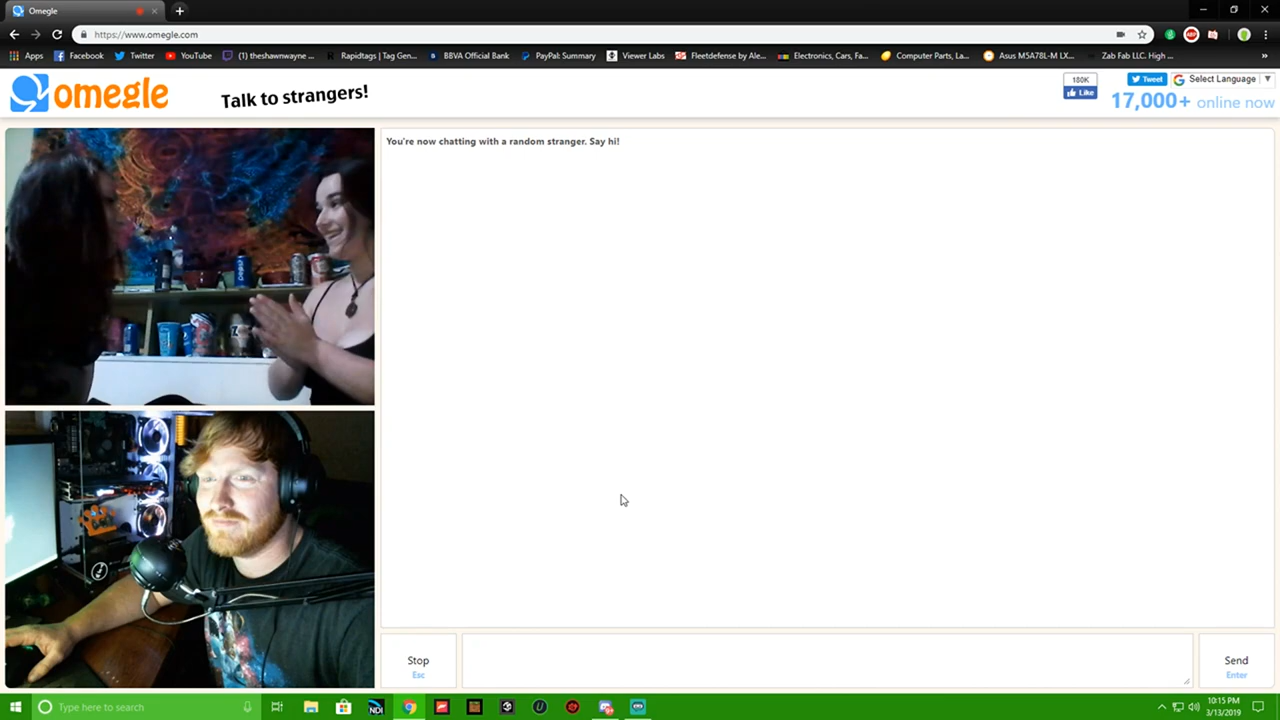 Omegle
https://www.omegle.com
Apps Facebook Twitter YouTube (1) theshawnwayne ... Rapidtags | Tag Gen... BBVA Official Bank PayPal: Summary Viewer Labs Fleetdefense by Ale... Electronics, Cars, Fa... Computer Parts, La... Asus M5A78L-M LX... Zab Fab LLC. High ... »
omegle Talk to strangers! 180K Like Tweet Select Language
17,000+ online now
You're now chatting with a random stranger. Say hi!
pepsi
Stop
Esc
Send
Enter
Type here to search NDI 10:15 PM
3/13/2019